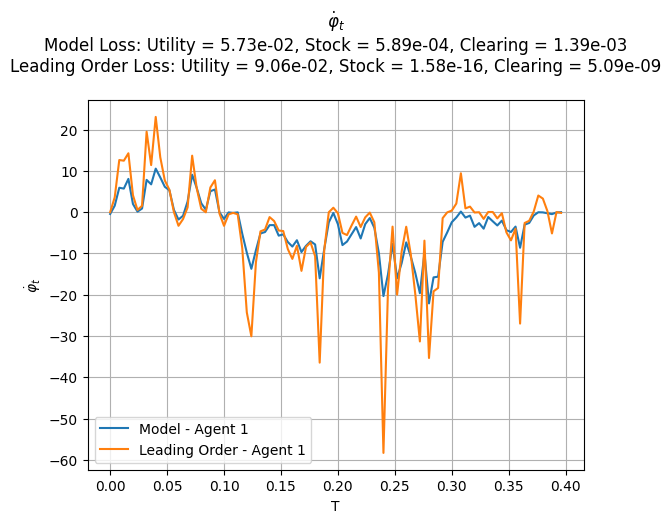 φ̇_t
Model Loss: Utility = 5.73e-02, Stock = 5.89e-04, Clearing = 1.39e-03
Leading Order Loss: Utility = 9.06e-02, Stock = 1.58e-16, Clearing = 5.09e-09
20
10
0
−10
−20
−30
−40
−50
−60
φ̇_t
Model - Agent 1
Leading Order - Agent 1
0.00 0.05 0.10 0.15 0.20 0.25 0.30 0.35 0.40
T